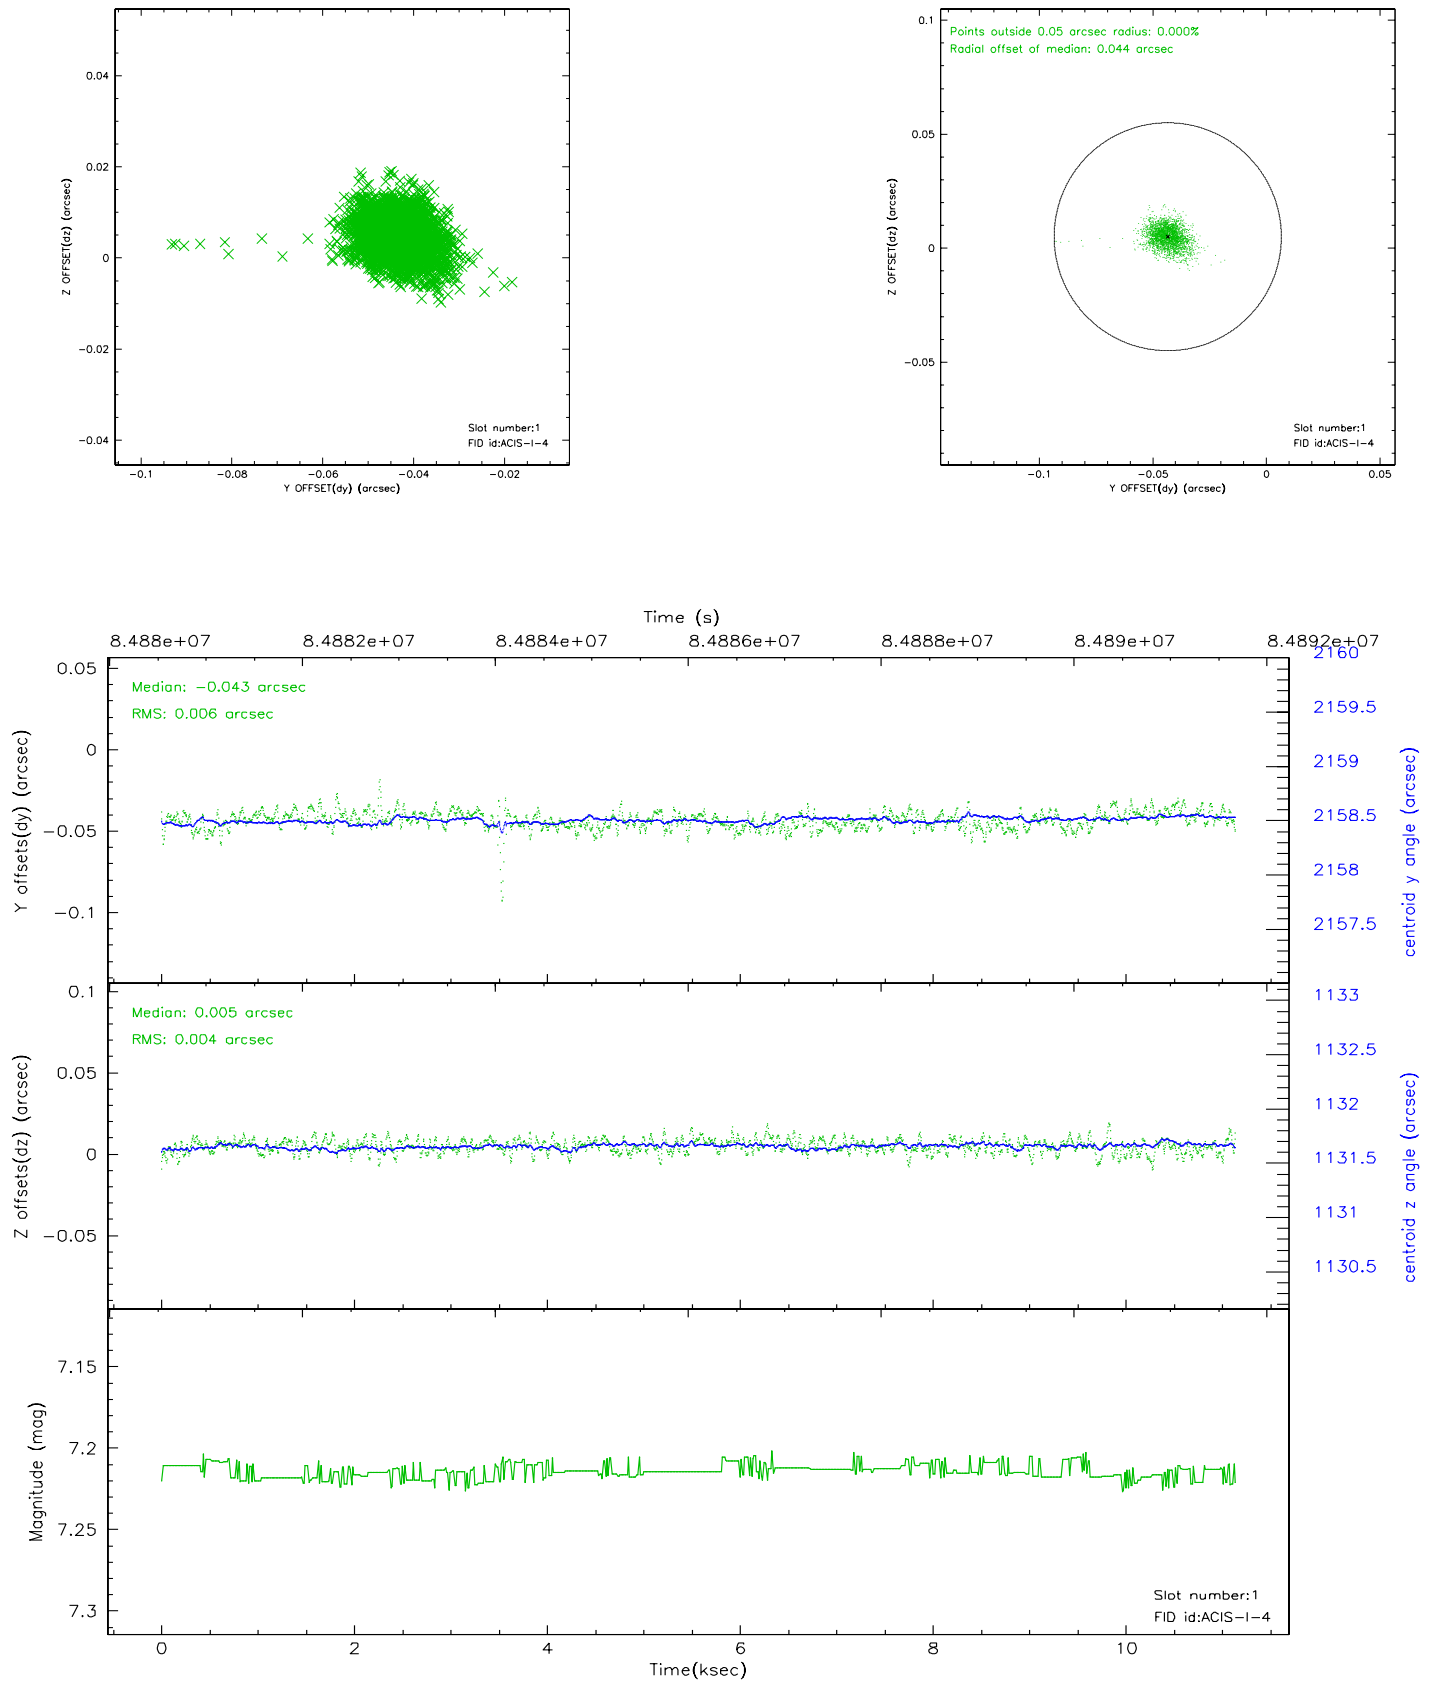 0.04
0.02
0
−0.02
−0.04
Z OFFSET(dz) (arcsec)
Slot number:1
FID id:ACIS−I−4
−0.1
−0.08
−0.06
−0.04
−0.02
Y OFFSET(dy) (arcsec)
0.1
0.05
0
−0.05
Z OFFSET(dz) (arcsec)
Points outside 0.05 arcsec radius: 0.000%
Radial offset of median: 0.044 arcsec
Slot number:1
FID id:ACIS−I−4
−0.1
−0.05
0
0.05
Y OFFSET(dy) (arcsec)
Time (s)
8.488e+07
8.4882e+07
8.4884e+07
8.4886e+07
8.4888e+07
8.489e+07
8.4892e+07
0.05
0
−0.05
−0.1
Y offsets(dy) (arcsec)
Median: −0.043 arcsec
RMS: 0.006 arcsec
2160
2159.5
2159
2158.5
2158
2157.5
centroid y angle (arcsec)
0.1
0.05
0
−0.05
Z offsets(dz) (arcsec)
Median: 0.005 arcsec
RMS: 0.004 arcsec
1133
1132.5
1132
1131.5
1131
1130.5
centroid z angle (arcsec)
7.15
7.2
7.25
7.3
Magnitude (mag)
Slot number:1
FID id:ACIS−I−4
0
2
4
6
8
10
Time(ksec)